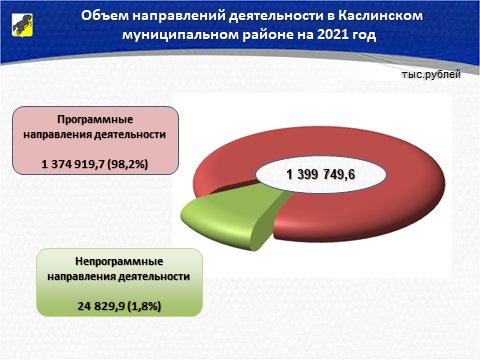 Объем направлений деятельности в Каслинском
муниципальном районе на 2021 год
тыс.рублей
Программные
направления деятельности
1 374 919,7 (98,2%)
1 399 749,6
Непрограммные
направления деятельности
24 829,9 (1,8%)